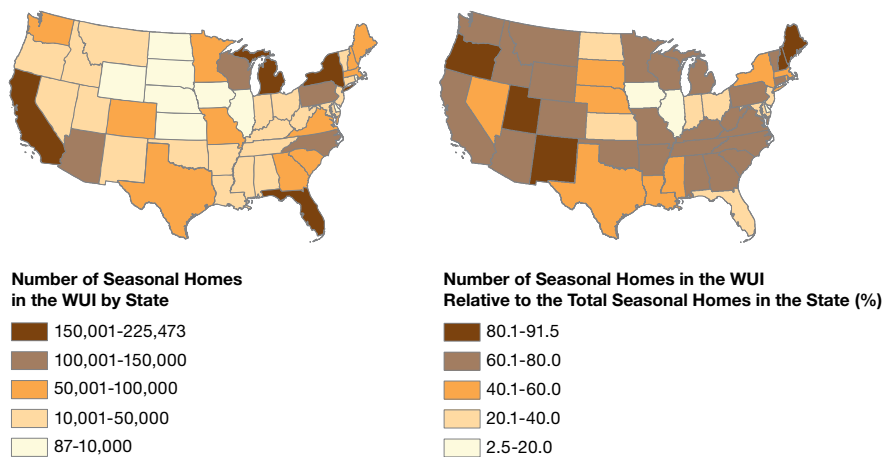 Number of Seasonal Homes
in the WUI by State
150,001-225,473
100,001-150,000
50,001-100,000
10,001-50,000
87-10,000
Number of Seasonal Homes in the WUI
Relative to the Total Seasonal Homes in the State (%)
80.1-91.5
60.1-80.0
40.1-60.0
20.1-40.0
2.5-20.0